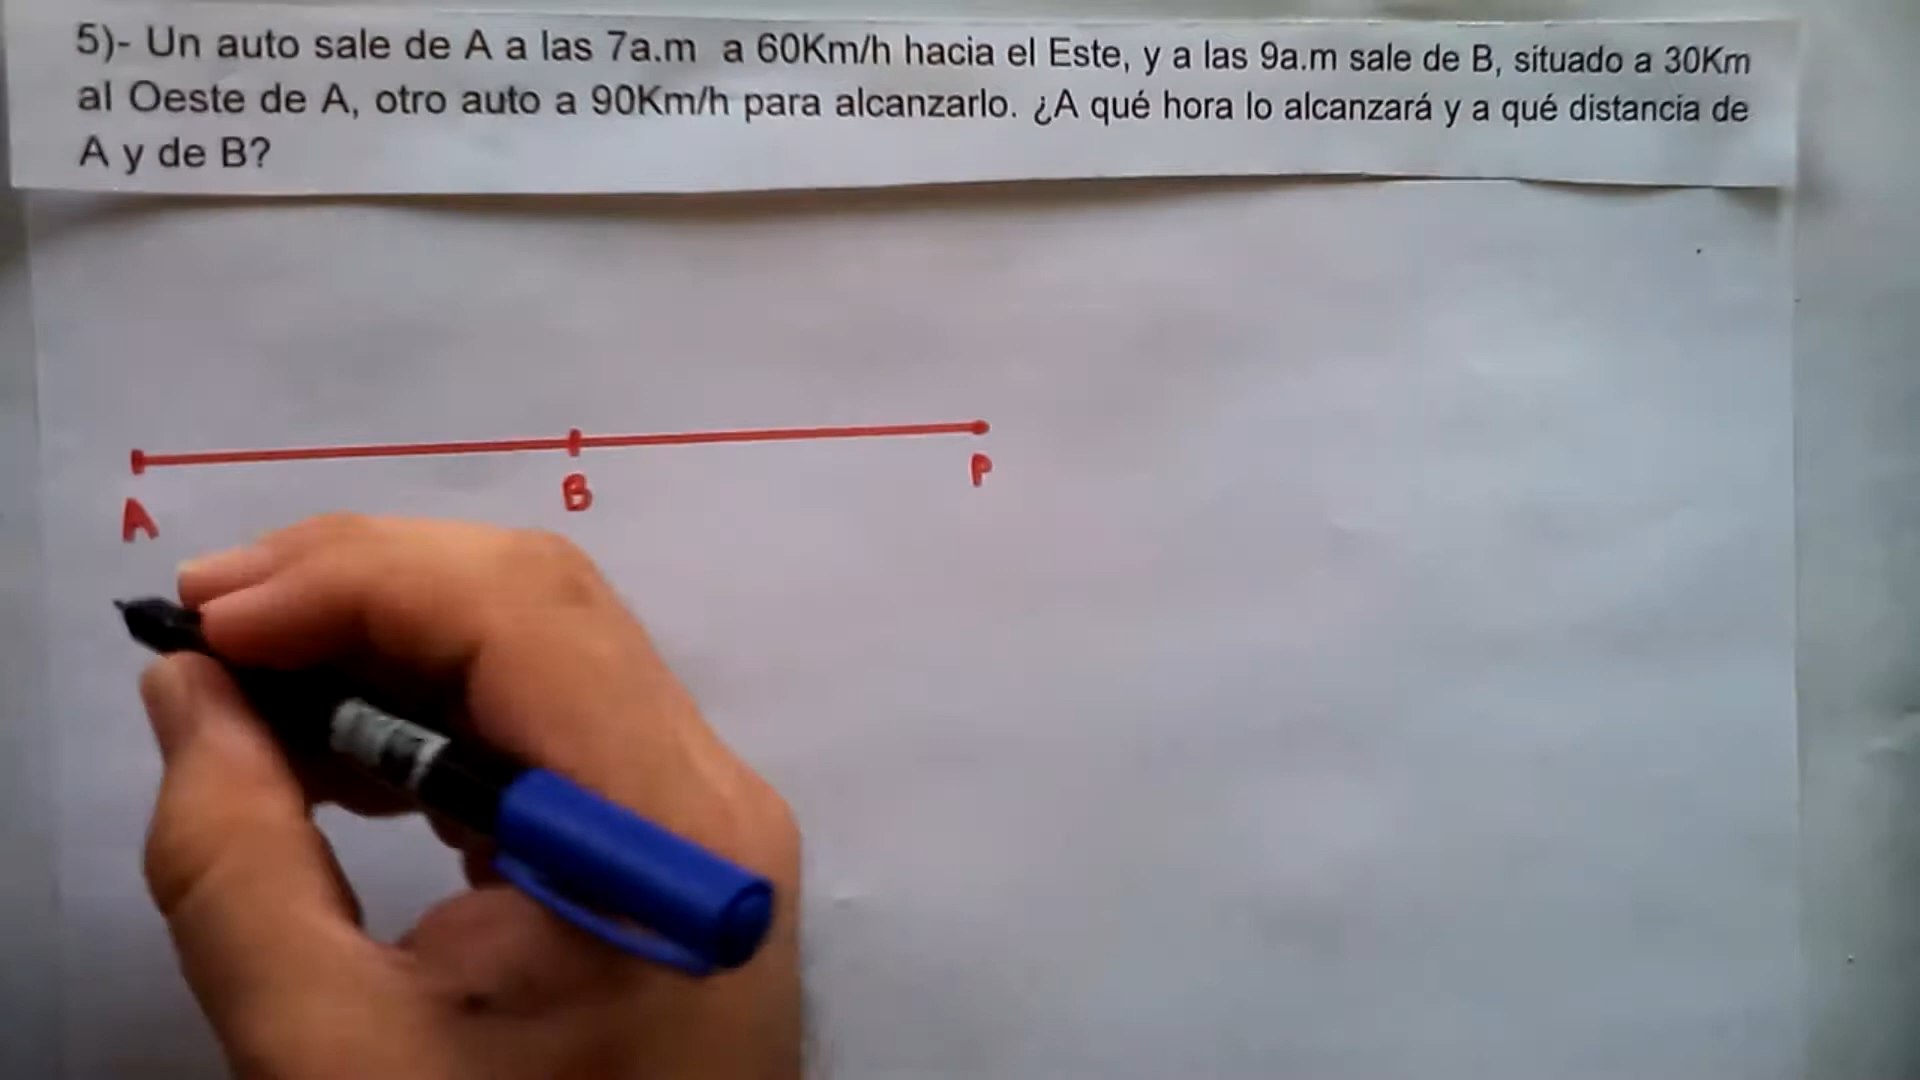 5)- Un auto sale de A a las 7a.m a 60Km/h hacia el Este, y a las 9a.m sale de B, situado a 30Km
al Oeste de A, otro auto a 90Km/h para alcanzarlo. ¿A qué hora lo alcanzará y a qué distancia de
A y de B?
A B P